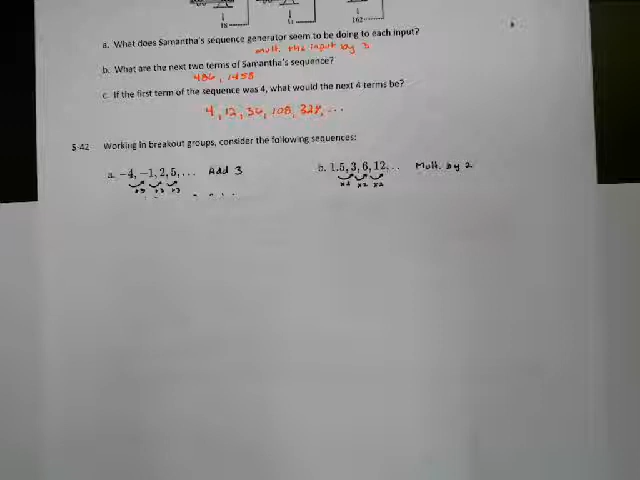 18
162
a. What does Samantha's sequence generator seem to be doing to each input?
mult. the input by 3
b. What are the next two terms of Samantha's sequence?
486, 1458
c. If the first term of the sequence was 4, what would the next 4 terms be?
4, 12, 36, 108, 324, ...
5-42 Working in breakout groups, consider the following sequences:
a. −4, −1, 2, 5, ... Add 3 b. 1.5, 3, 6, 12, ... Mult. by 2
+3 +3 +3 x2 x2 x2